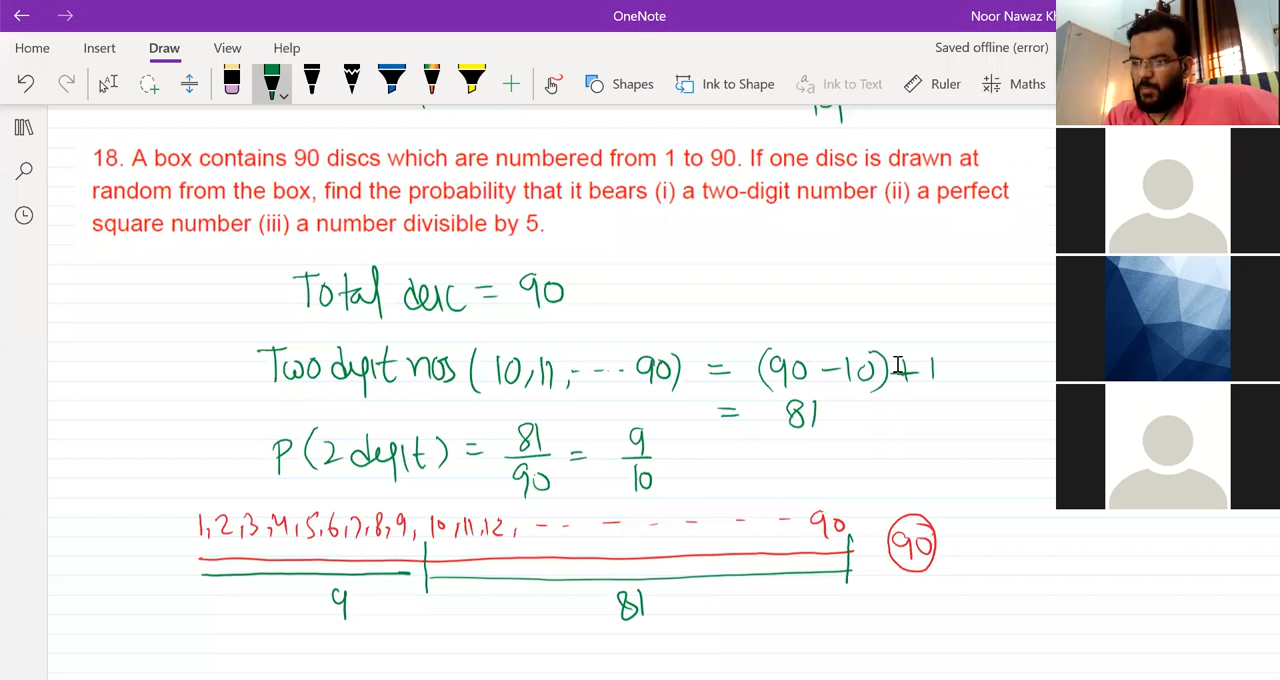 OneNote
Noor Nawaz Kh
Home Insert Draw View Help
Saved offline (error)
Shapes Ink to Shape Ink to Text Ruler Maths
18. A box contains 90 discs which are numbered from 1 to 90. If one disc is drawn at
random from the box, find the probability that it bears (i) a two-digit number (ii) a perfect
square number (iii) a number divisible by 5.
Total desc = 90
Two digit nos (10, 11, --- 90) = (90 - 10) + 1
= 81
P(2 degit) = 81/90 = 9/10
1, 2, 3, 4, 5, 6, 7, 8, 9, 10, 11, 12, - - - - - - - 90 90
9 81